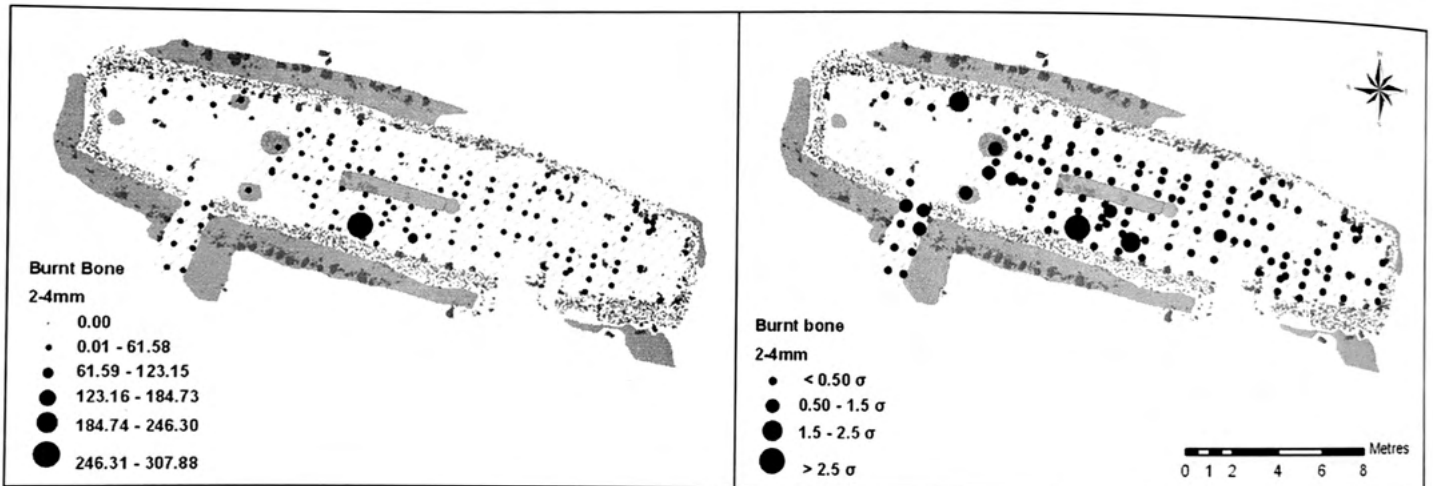 Burnt Bone
2-4mm
0.00
0.01 - 61.58
61.59 - 123.15
123.16 - 184.73
184.74 - 246.30
246.31 - 307.88
Burnt bone
2-4mm
< 0.50 σ
0.50 - 1.5 σ
1.5 - 2.5 σ
> 2.5 σ
Metres
0 1 2 4 6 8